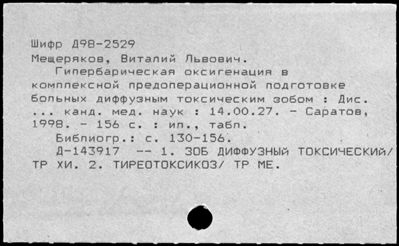 Шифр Д98-2529
Мещеряков, Виталий Львович.
Гипербарическая оксигенация в
комплексной предоперационной подготовке
больных диффузным токсическим зобом : Дис.
... канд. мед. наук : 14.00.27. - Саратов,
1998. - 156 с. : ил., табл.
Библиогр.: с. 130-156.
Д-143917 -- 1. ЗОБ ДИФФУЗНЫЙ ТОКСИЧЕСКИЙ/
ТР ХИ. 2. ТИРЕОТОКСИКОЗ/ ТР МЕ.